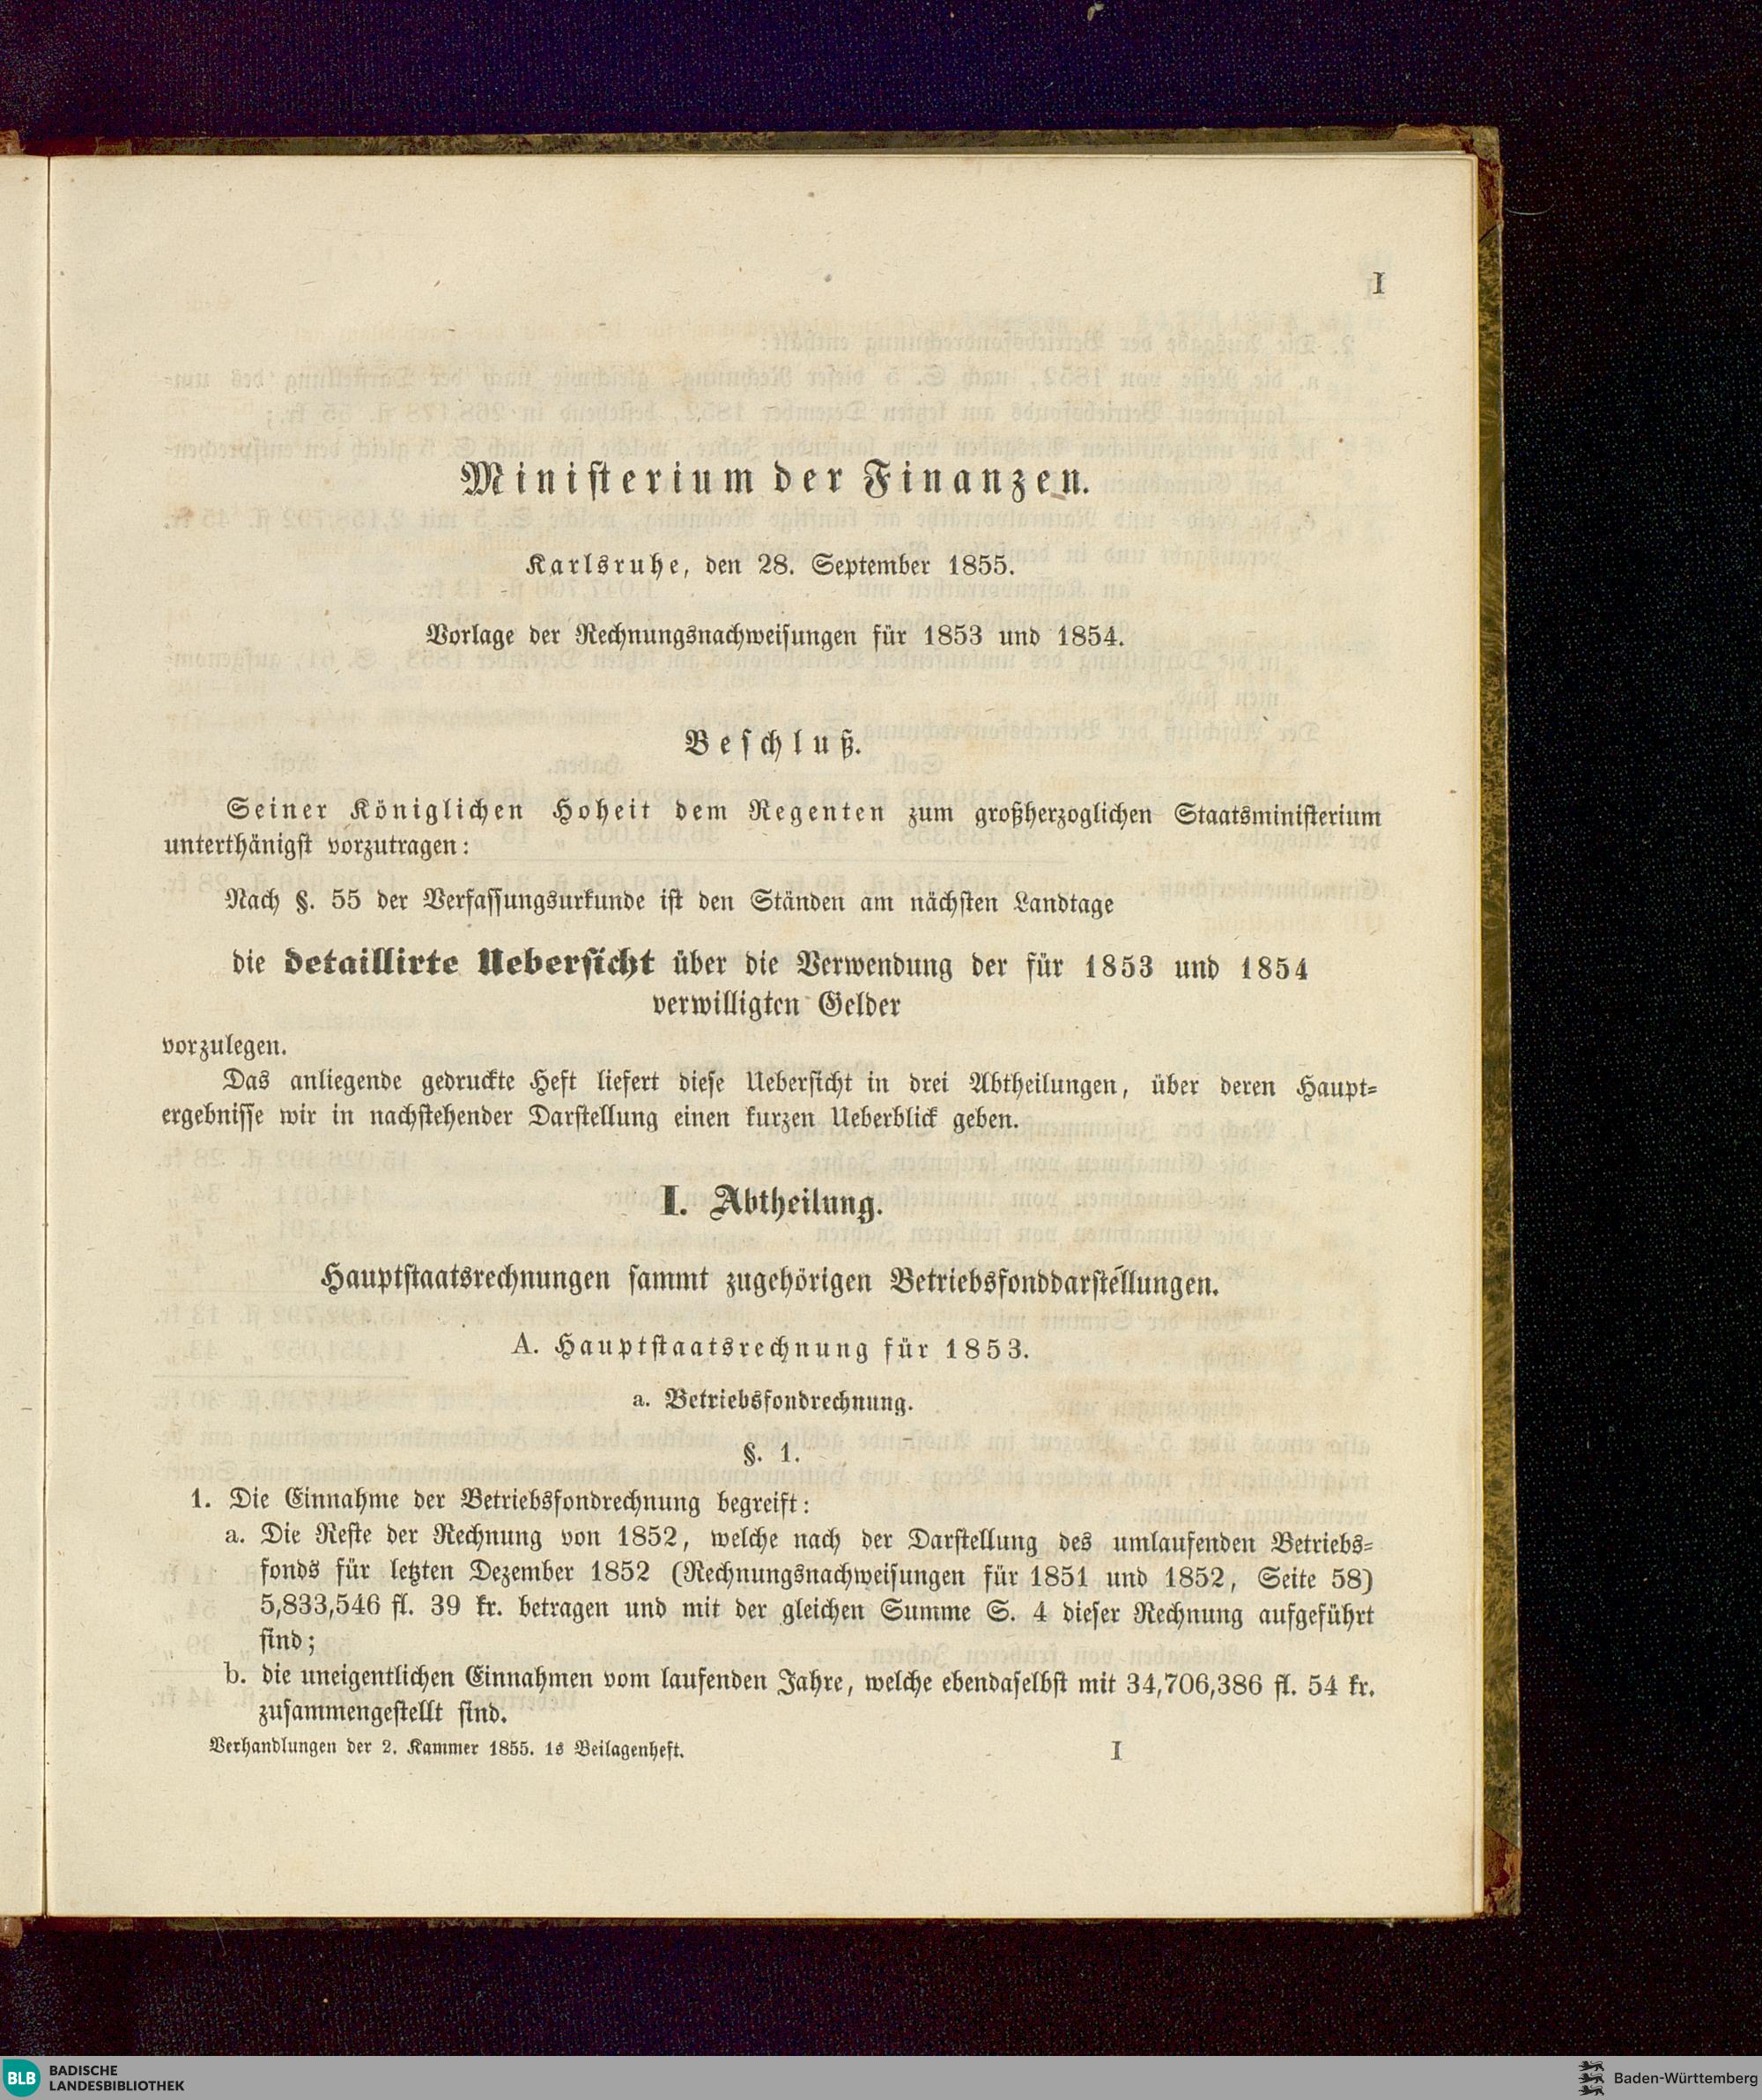 I
Ministerium der Finanzen.
Karlsruhe, den 28. September 1855.
Vorlage der Rechnungsnachweisungen für 1853 und 1854.
Beschluß.
Seiner Königlichen Hoheit dem Regenten zum großherzoglichen Staatsministerium
unterthänigst vorzutragen:
Nach §. 55 der Verfassungsurkunde ist den Ständen am nächsten Landtage
die detaillirte Uebersicht über die Verwendung der für 1853 und 1854
verwilligten Gelder
vorzulegen.
Das anliegende gedruckte Heft liefert diese Uebersicht in drei Abtheilungen, über deren Haupt-
ergebnisse wir in nachstehender Darstellung einen kurzen Ueberblick geben.
I. Abtheilung.
Hauptstaatsrechnungen sammt zugehörigen Betriebsfonddarstellungen.
A. Hauptstaatsrechnung für 1853.
a. Betriebsfondrechnung.
§. 1.
1. Die Einnahme der Betriebsfondrechnung begreift:
a. Die Reste der Rechnung von 1852, welche nach der Darstellung des umlaufenden Betriebs-
fonds für letzten Dezember 1852 (Rechnungsnachweisungen für 1851 und 1852, Seite 58)
5,833,546 fl. 39 kr. betragen und mit der gleichen Summe S. 4 dieser Rechnung aufgeführt
sind;
b. die uneigentlichen Einnahmen vom laufenden Jahre, welche ebendaselbst mit 34,706,386 fl. 54 kr.
zusammengestellt sind.
Verhandlungen der 2. Kammer 1855. 1s Beilagenheft. I
BLB BADISCHE
LANDESBIBLIOTHEK
Baden-Württemberg